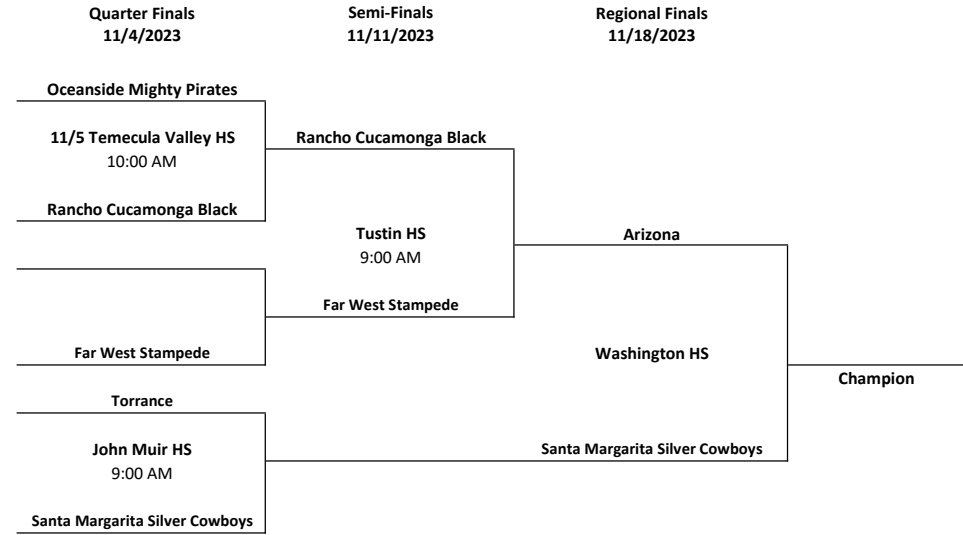 Quarter Finals
11/4/2023
Semi-Finals
11/11/2023
Regional Finals
11/18/2023
Oceanside Mighty Pirates
11/5 Temecula Valley HS
10:00 AM
Rancho Cucamonga Black
Rancho Cucamonga Black
Tustin HS
9:00 AM
Arizona
Far West Stampede
Far West Stampede
Washington HS
Champion
Torrance
John Muir HS
9:00 AM
Santa Margarita Silver Cowboys
Santa Margarita Silver Cowboys